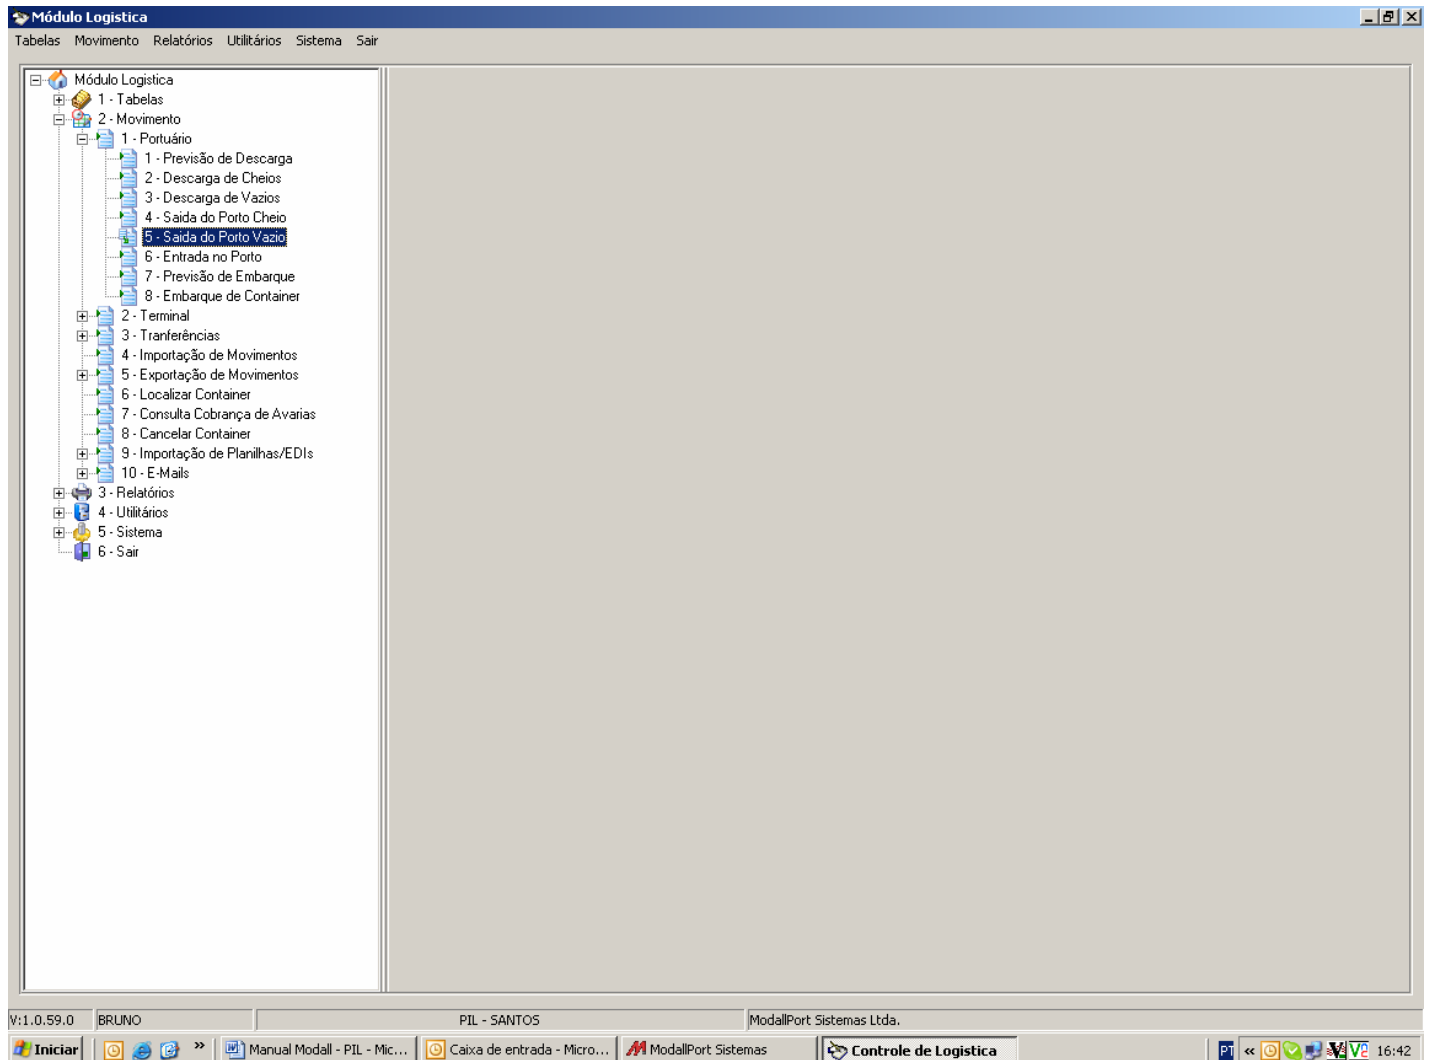 Módulo Logistica
Tabelas Movimento Relatórios Utilitários Sistema Sair
Módulo Logistica
1 - Tabelas
2 - Movimento
1 - Portuário
1 - Previsão de Descarga
2 - Descarga de Cheios
3 - Descarga de Vazios
4 - Saida do Porto Cheio
5 - Saida do Porto Vazio
6 - Entrada no Porto
7 - Previsão de Embarque
8 - Embarque de Container
2 - Terminal
3 - Tranferências
4 - Importação de Movimentos
5 - Exportação de Movimentos
6 - Localizar Container
7 - Consulta Cobrança de Avarias
8 - Cancelar Container
9 - Importação de Planilhas/EDIs
10 - E-Mails
3 - Relatórios
4 - Utilitários
5 - Sistema
6 - Sair
V:1.0.59.0 BRUNO PIL - SANTOS ModallPort Sistemas Ltda.
Iniciar » Manual Modall - PIL - Mic... Caixa de entrada - Micro... ModallPort Sistemas Controle de Logistica PT « 16:42